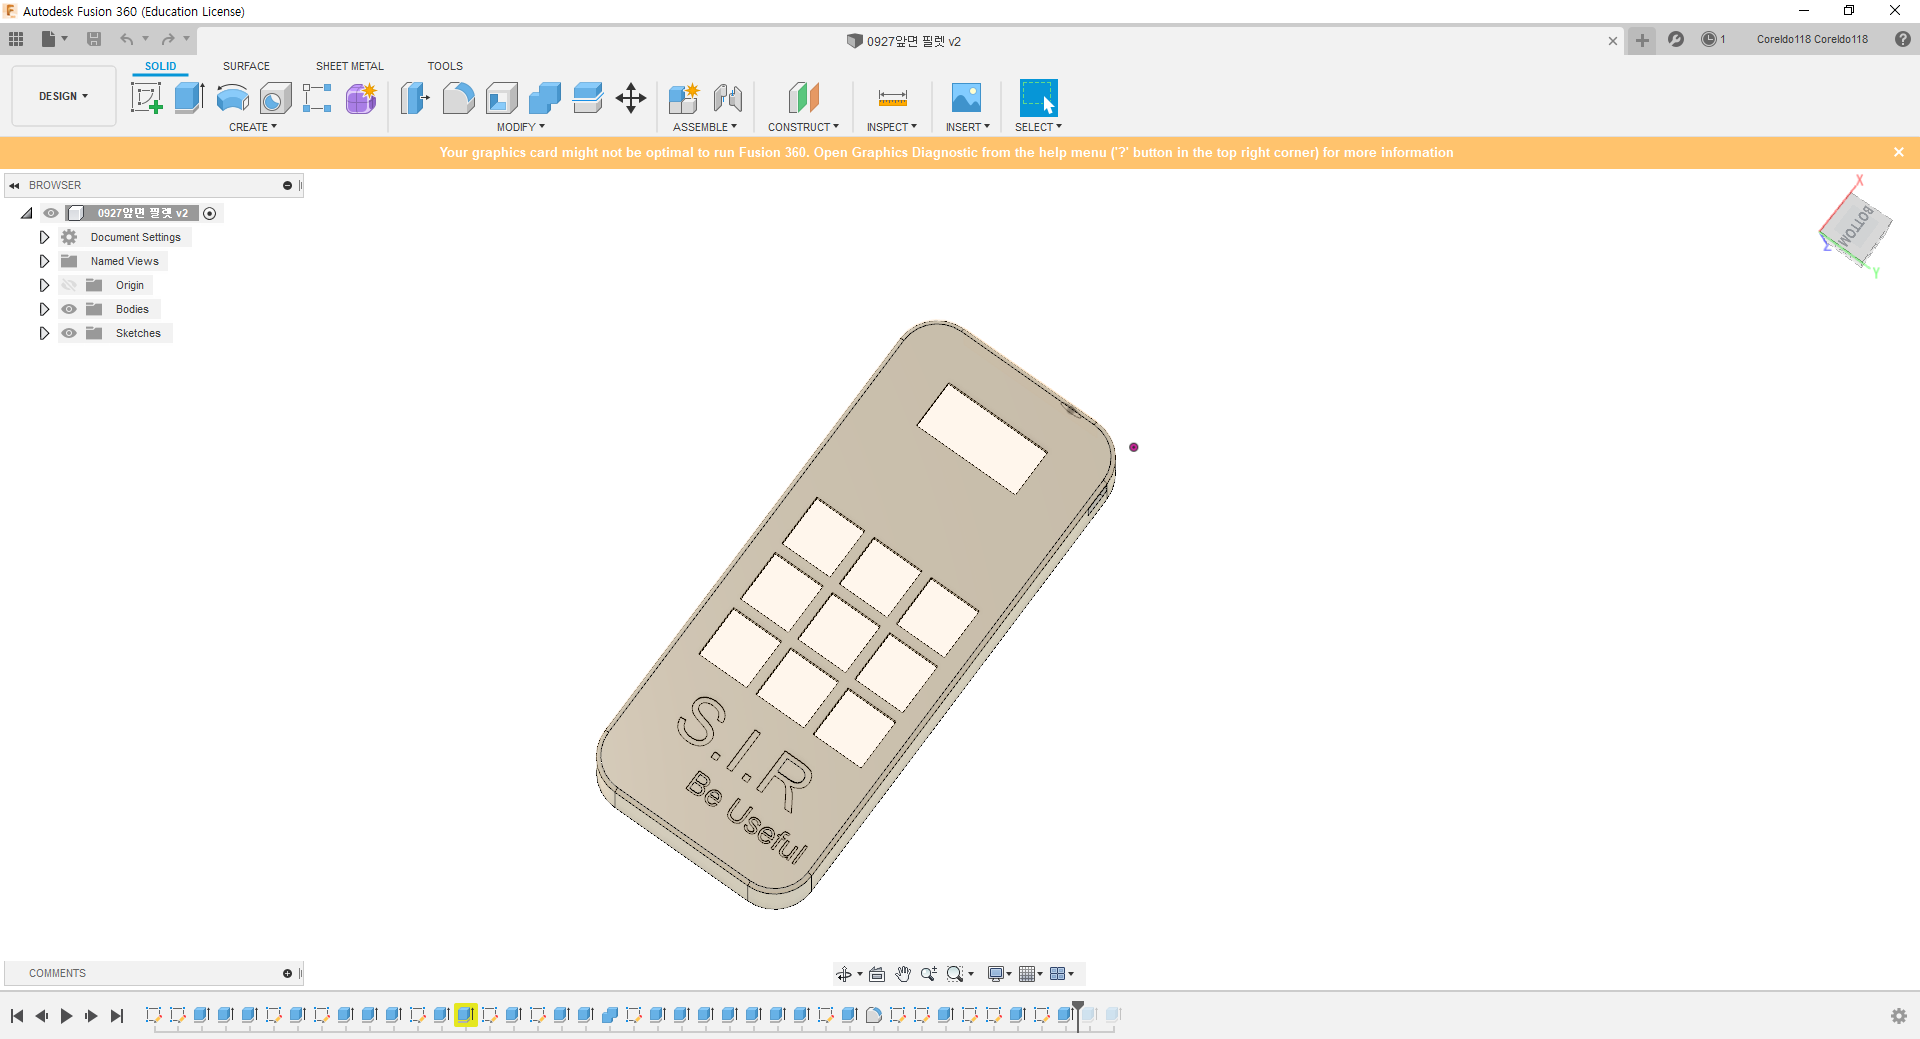 Autodesk Fusion 360 (Education License)
0927앞면 필렛 v2
1
Coreldo118 Coreldo118
DESIGN
SOLID
SURFACE
SHEET METAL
TOOLS
CREATE
MODIFY
ASSEMBLE
CONSTRUCT
INSPECT
INSERT
SELECT
Your graphics card might not be optimal to run Fusion 360. Open Graphics Diagnostic from the help menu ('?' button in the top right corner) for more information
BROWSER
0927앞면 필렛 v2
Document Settings
Named Views
Origin
Bodies
Sketches
X
BOTTOM
Z
Y
S.I.R
Be Useful
COMMENTS